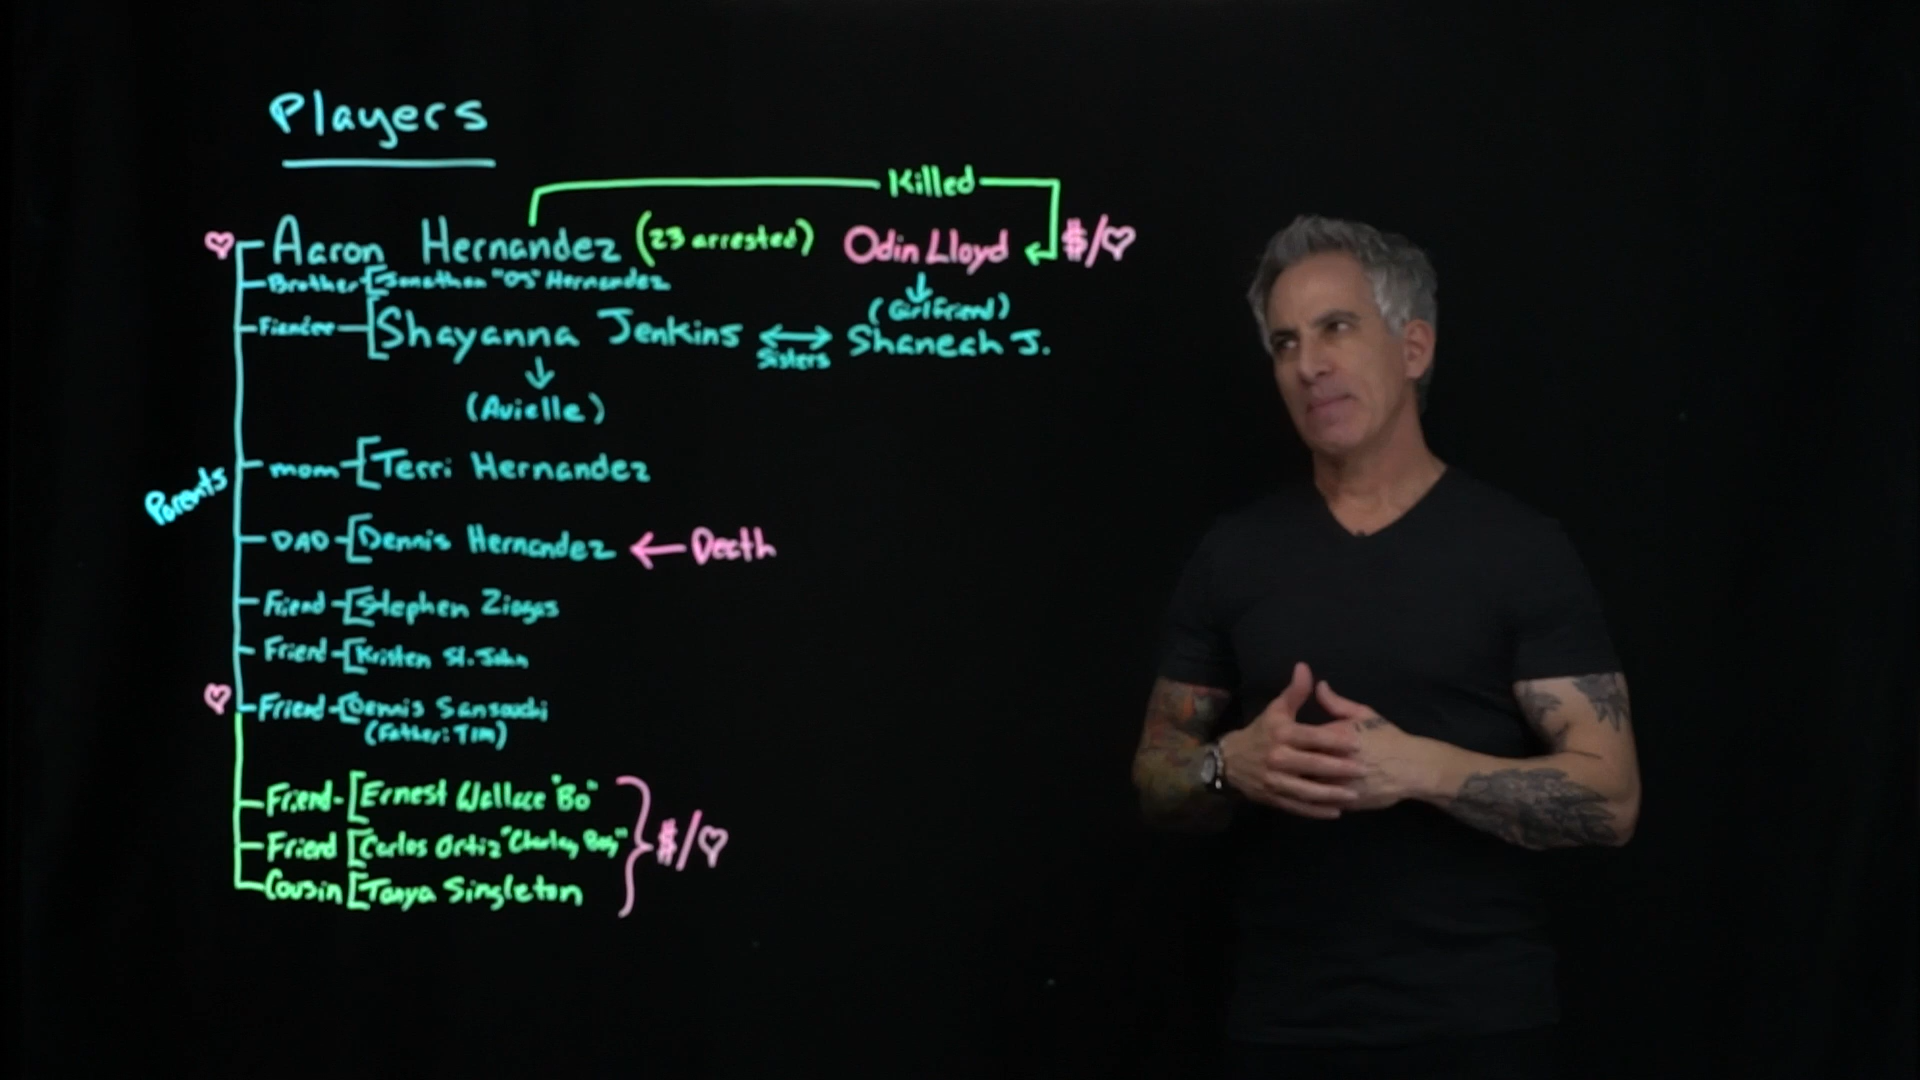 Players
Killed
♡ Aaron Hernandez (23 arrested) Odin Lloyd $/♡
Brother [Jonathan "DJ" Hernandez
(Girlfriend)
Fiancee [Shayanna Jenkins ↔ Shaneah J.
Sisters
(Avielle)
mom [Terri Hernandez
Parents
DAD [Dennis Hernandez ← Death
Friend [Stephen Ziogas
Friend [Kristen St. John
♡ Friend [Dennis Sansouchi
(Father: Tim)
Friend [Ernest Wallace "Bo"
Friend [Carlos Ortiz "Charley Boy" } $/♡
Cousin [Tanya Singleton